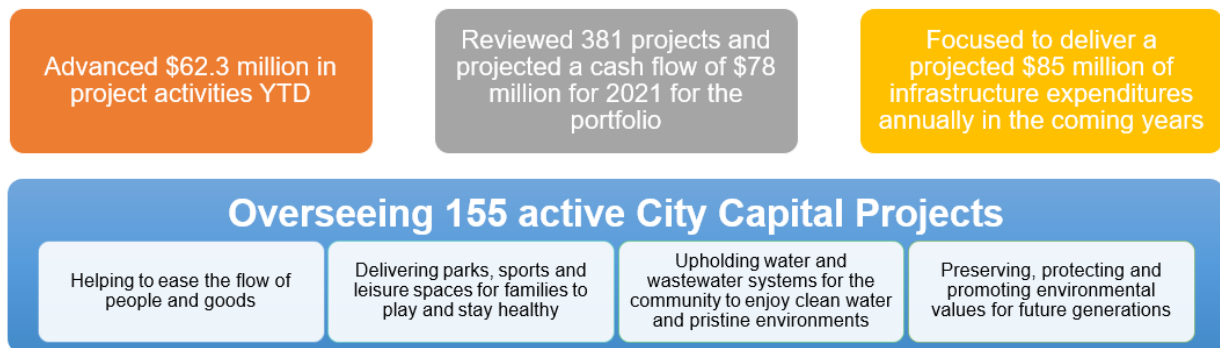 Advanced $62.3 million in
project activities YTD
Reviewed 381 projects and
projected a cash flow of $78
million for 2021 for the
portfolio
Focused to deliver a
projected $85 million of
infrastructure expenditures
annually in the coming years
Overseeing 155 active City Capital Projects
Helping to ease the flow of
people and goods
Delivering parks, sports and
leisure spaces for families to
play and stay healthy
Upholding water and
wastewater systems for the
community to enjoy clean water
and pristine environments
Preserving, protecting and
promoting environmental
values for future generations